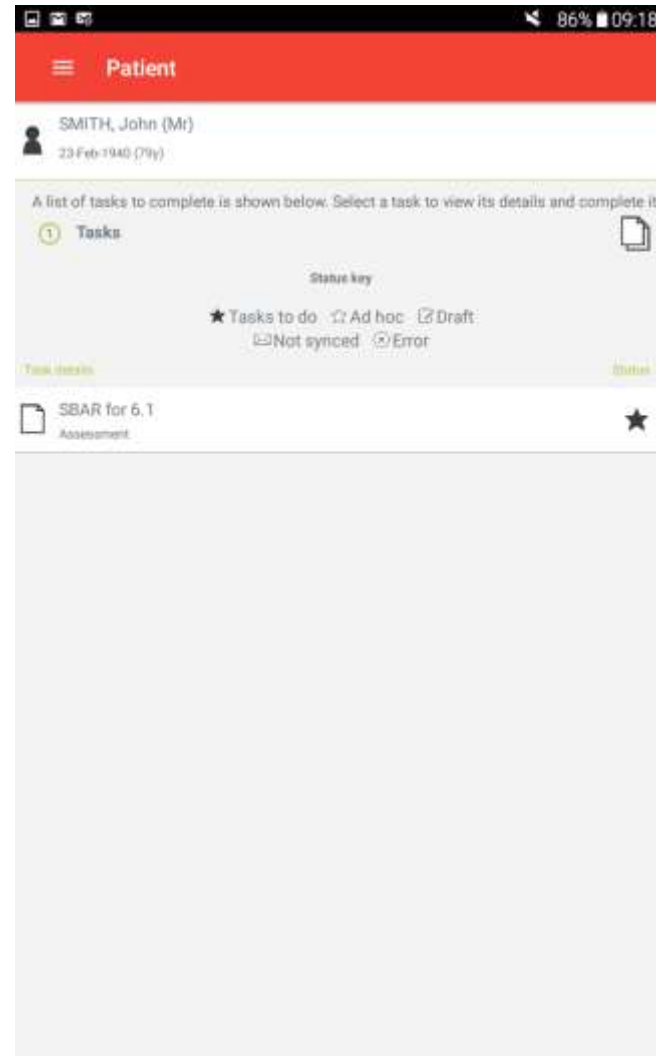 86% 09:18
Patient
SMITH, John (Mr)
23-Feb-1940 (79y)
A list of tasks to complete is shown below. Select a task to view its details and complete it
1 Tasks
Status key
Tasks to do Ad hoc Draft
Not synced Error
Task details Status
SBAR for 6.1
Assessment